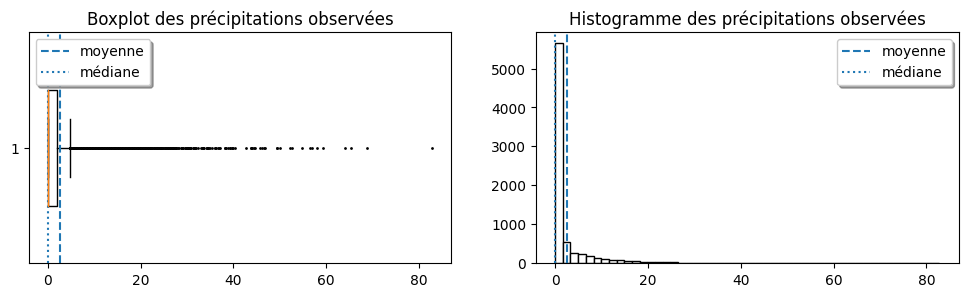 Boxplot des précipitations observées
moyenne
médiane
1
0 20 40 60 80
Histogramme des précipitations observées
moyenne
médiane
5000
4000
3000
2000
1000
0
0 20 40 60 80